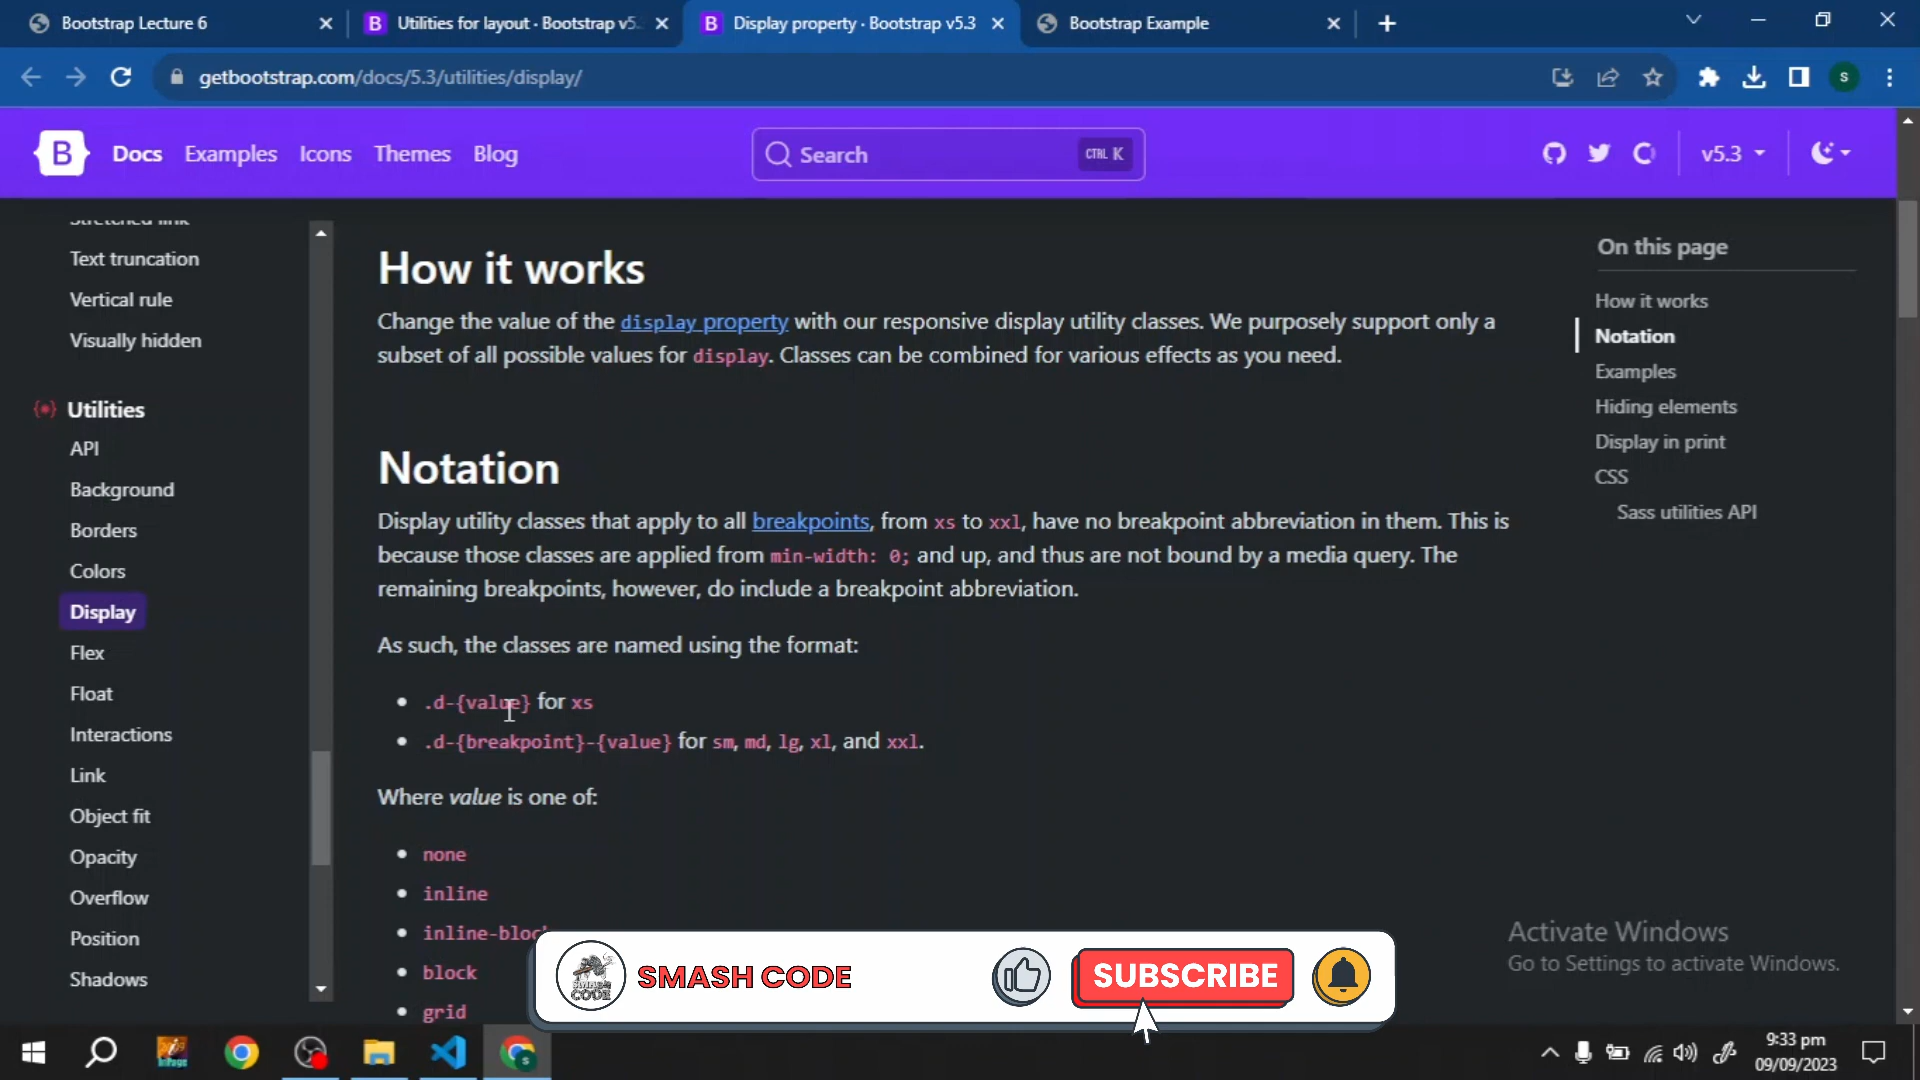 Bootstrap Lecture 6
Utilities for layout · Bootstrap v5.
Display property · Bootstrap v5.3
Bootstrap Example
getbootstrap.com/docs/5.3/utilities/display/
S
B
Docs
Examples
Icons
Themes
Blog
Search
CTRL K
v5.3
Stretched link
Text truncation
Vertical rule
Visually hidden
Utilities
API
Background
Borders
Colors
Display
Flex
Float
Interactions
Link
Object fit
Opacity
Overflow
Position
Shadows
How it works
Change the value of the display property with our responsive display utility classes. We purposely support only a
subset of all possible values for display. Classes can be combined for various effects as you need.
Notation
Display utility classes that apply to all breakpoints, from xs to xxl, have no breakpoint abbreviation in them. This is
because those classes are applied from min-width: 0; and up, and thus are not bound by a media query. The
remaining breakpoints, however, do include a breakpoint abbreviation.
As such, the classes are named using the format:
.d-{value} for xs
.d-{breakpoint}-{value} for sm, md, lg, xl, and xxl.
Where value is one of:
none
inline
inline-block
block
grid
On this page
How it works
Notation
Examples
Hiding elements
Display in print
CSS
Sass utilities API
Activate Windows
Go to Settings to activate Windows.
SMASH CODE
SMASH CODE
SUBSCRIBE
9:33 pm
09/09/2023